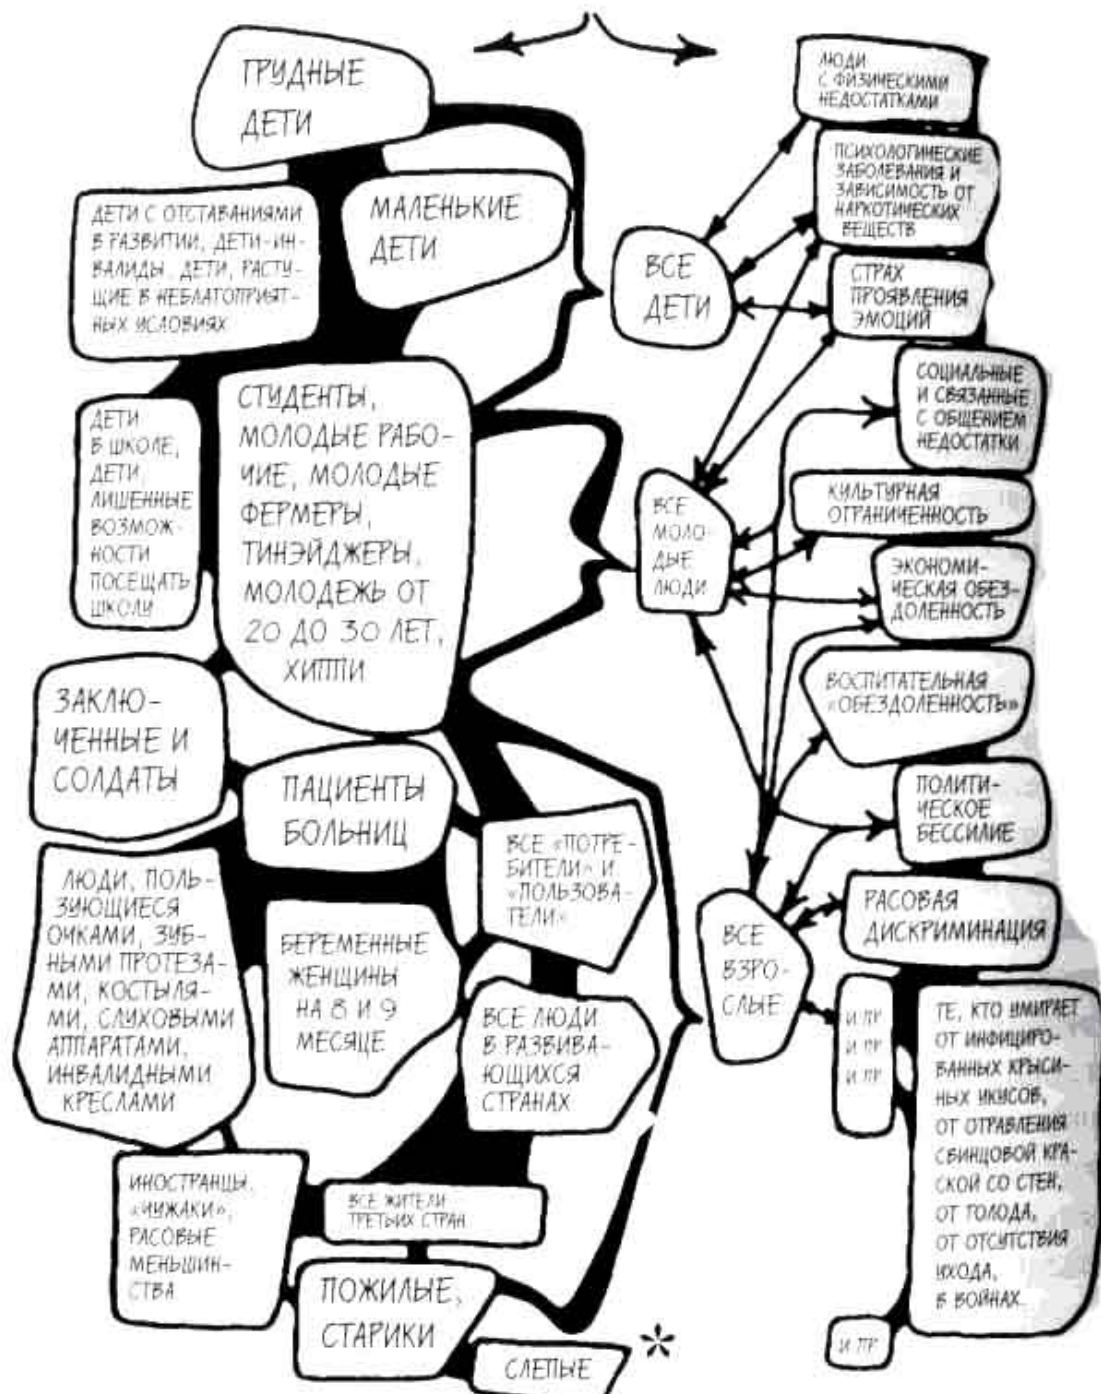 ГРУДНЫЕ
ДЕТИ
ДЕТИ С ОТСТАВАНИЯМИ
В РАЗВИТИИ, ДЕТИ-ИН-
ВАЛИДЫ. ДЕТИ, РАСТУ-
ЩИЕ В НЕБЛАГОПРИЯТ-
НЫХ УСЛОВИЯХ
МАЛЕНЬКИЕ
ДЕТИ
ДЕТИ
В ШКОЛЕ,
ДЕТИ,
ЛИШЕННЫЕ
ВОЗМОЖ-
НОСТИ
ПОСЕЩАТЬ
ШКОЛУ
СТУДЕНТЫ,
МОЛОДЫЕ РАБО-
ЧИЕ, МОЛОДЫЕ
ФЕРМЕРЫ,
ТИНЭЙДЖЕРЫ,
МОЛОДЕЖЬ ОТ
20 ДО 30 ЛЕТ,
ХИППИ
ЗАКЛЮ-
ЧЕННЫЕ И
СОЛДАТЫ
ПАЦИЕНТЫ
БОЛЬНИЦ
ВСЕ «ПОТРЕ-
БИТЕЛИ» И
«ПОЛЬЗОВА-
ТЕЛИ»
ЛЮДИ, ПОЛЬ-
ЗУЮЩИЕСЯ
ОЧКАМИ, ЗУБ-
НЫМИ ПРОТЕЗА-
МИ, КОСТЫЛЯ-
МИ, СЛУХОВЫМИ
АППАРАТАМИ,
ИНВАЛИДНЫМИ
КРЕСЛАМИ
БЕРЕМЕННЫЕ
ЖЕНЩИНЫ
НА 8 И 9
МЕСЯЦЕ
ВСЕ ЛЮДИ
В РАЗВИВА-
ЮЩИХСЯ
СТРАНАХ
ИНОСТРАНЦЫ,
«ЧУЖАКИ»,
РАСОВЫЕ
МЕНЬШИН-
СТВА
ВСЕ ЖИТЕЛИ
ТРЕТЬИХ СТРАН
ПОЖИЛЫЕ,
СТАРИКИ
СЛЕПЫЕ
*
ВСЕ
ДЕТИ
ВСЕ
МОЛО-
ДЫЕ
ЛЮДИ
ВСЕ
ВЗРО-
СЛЫЕ
ЛЮДИ
С ФИЗИЧЕСКИМИ
НЕДОСТАТКАМИ
ПСИХОЛОГИЧЕСКИЕ
ЗАБОЛЕВАНИЯ И
ЗАВИСИМОСТЬ ОТ
НАРКОТИЧЕСКИХ
ВЕЩЕСТВ
СТРАХ
ПРОЯВЛЕНИЯ
ЭМОЦИЙ
СОЦИАЛЬНЫЕ
И СВЯЗАННЫЕ
С ОБЩЕНИЕМ
НЕДОСТАТКИ
КУЛЬТУРНАЯ
ОГРАНИЧЕННОСТЬ
ЭКОНОМИ-
ЧЕСКАЯ ОБЕЗ-
ДОЛЕННОСТЬ
ВОСПИТАТЕЛЬНАЯ
«ОБЕЗДОЛЕННОСТЬ»
ПОЛИТИ-
ЧЕСКОЕ
БЕССИЛИЕ
РАСОВАЯ
ДИСКРИМИНАЦИЯ
И ПР
И ПР
И ПР
ТЕ, КТО УМИРАЕТ
ОТ ИНФИЦИРО-
ВАННЫХ КРЫСИ-
НЫХ УКУСОВ,
ОТ ОТРАВЛЕНИЯ
СВИНЦОВОЙ КРА-
СКОЙ СО СТЕН,
ОТ ГОЛОДА,
ОТ ОТСУТСТВИЯ
УХОДА,
В ВОЙНАХ.
И ПР